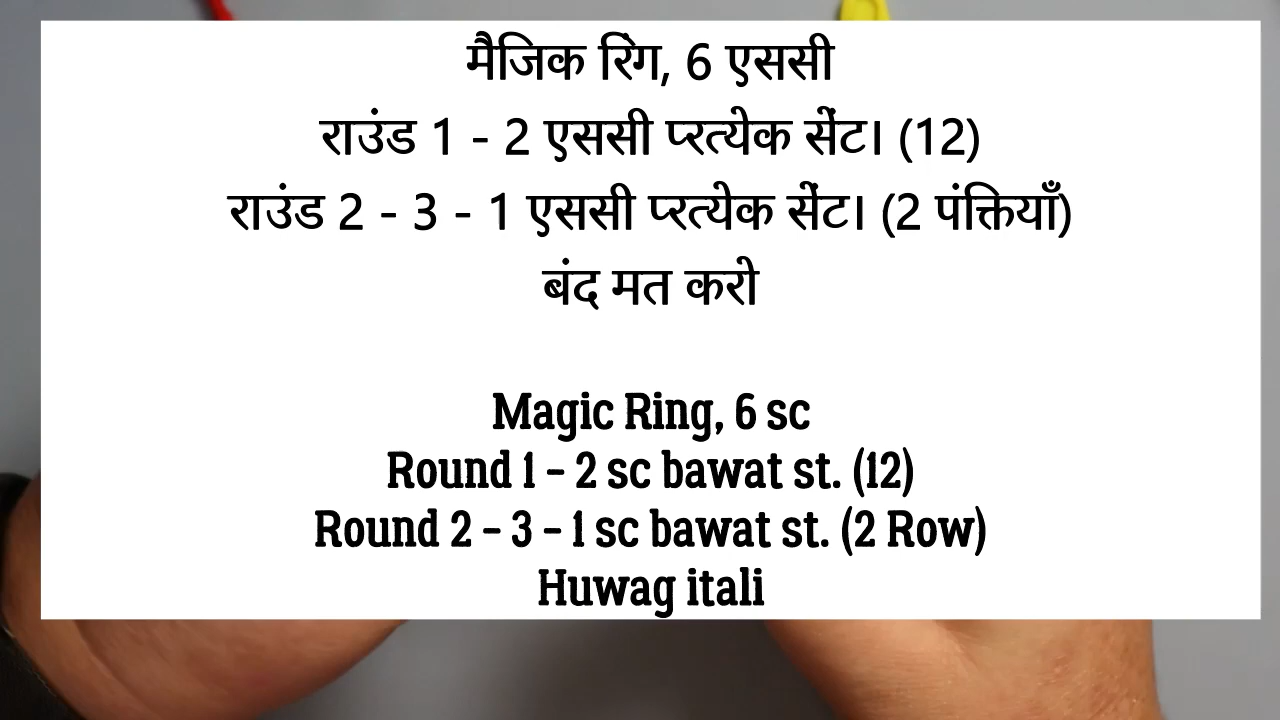 मैजिक रिंग, 6 एससी
राउंड 1 - 2 एससी प्रत्येक सेंट। (12)
राउंड 2 - 3 - 1 एससी प्रत्येक सेंट। (2 पंक्तियाँ)
बंद मत करो
Magic Ring, 6 sc
Round 1 - 2 sc bawat st. (12)
Round 2 - 3 - 1 sc bawat st. (2 Row)
Huwag itali